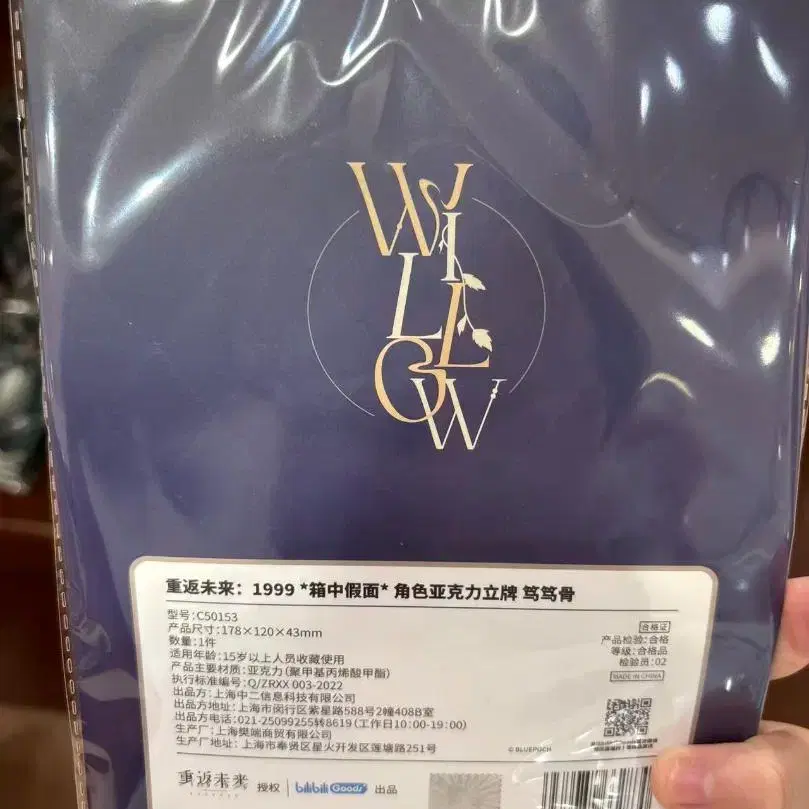 WILLOW
重返未来：1999 *箱中假面* 角色亚克力立牌 笃笃骨
型号:C50153
产品尺寸:178×120×43mm
数量:1件
适用年龄:15岁以上人员收藏使用
产品主要材质:亚克力(聚甲基丙烯酸甲酯)
执行标准编号:Q/ZRXX 003-2022
出品方:上海中二信息科技有限公司
出品方地址:上海市闵行区紫星路588号2幢408B室
出品方电话:021-25099255转8619(工作日10:00-19:00)
生产厂:上海樊端商贸有限公司
生产厂地址:上海市奉贤区星火开发区莲塘路251号
合格证
产品检验:合格
等级:合格品
检验员:02
MADE IN CHINA
© BLUEPOCH
重返未来 授权 bilibili Goods 出品